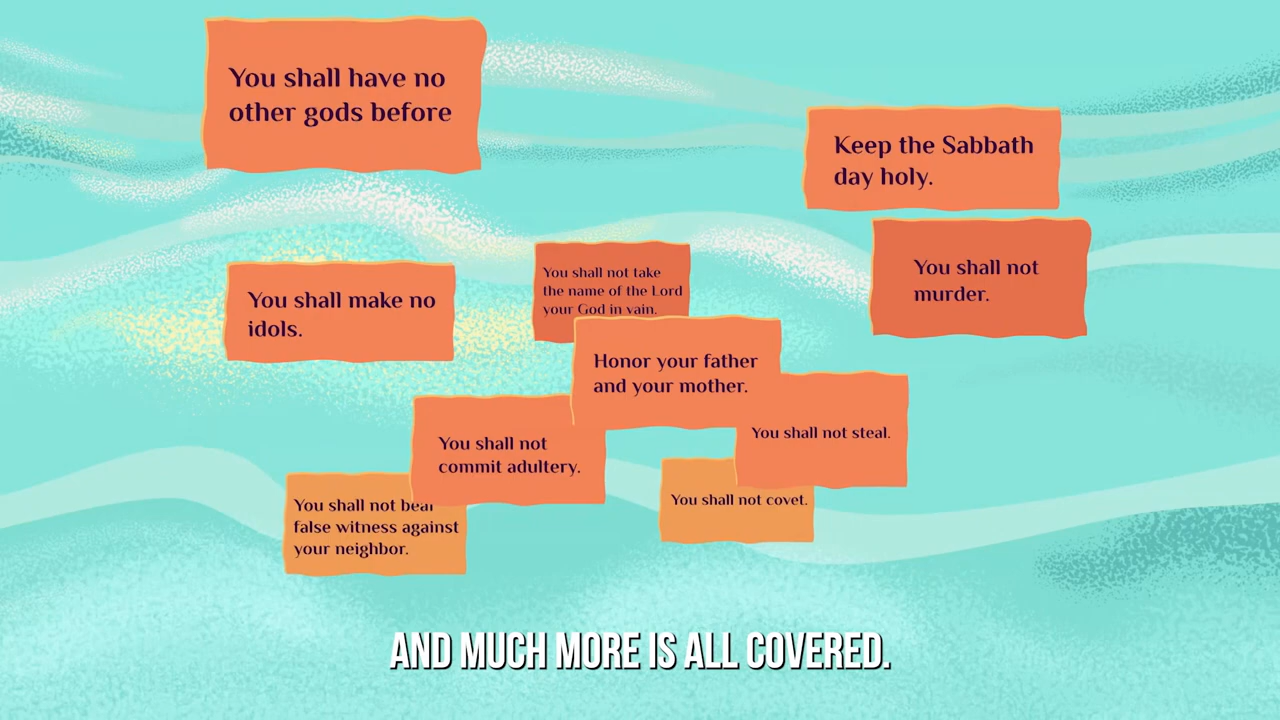 You shall have no
other gods before
Keep the Sabbath
day holy.
You shall not
murder.
You shall make no
idols.
You shall not take
the name of the Lord
your God in vain.
Honor your father
and your mother.
You shall not steal.
You shall not
commit adultery.
You shall not covet.
You shall not bear
false witness against
your neighbor.
AND MUCH MORE IS ALL COVERED.